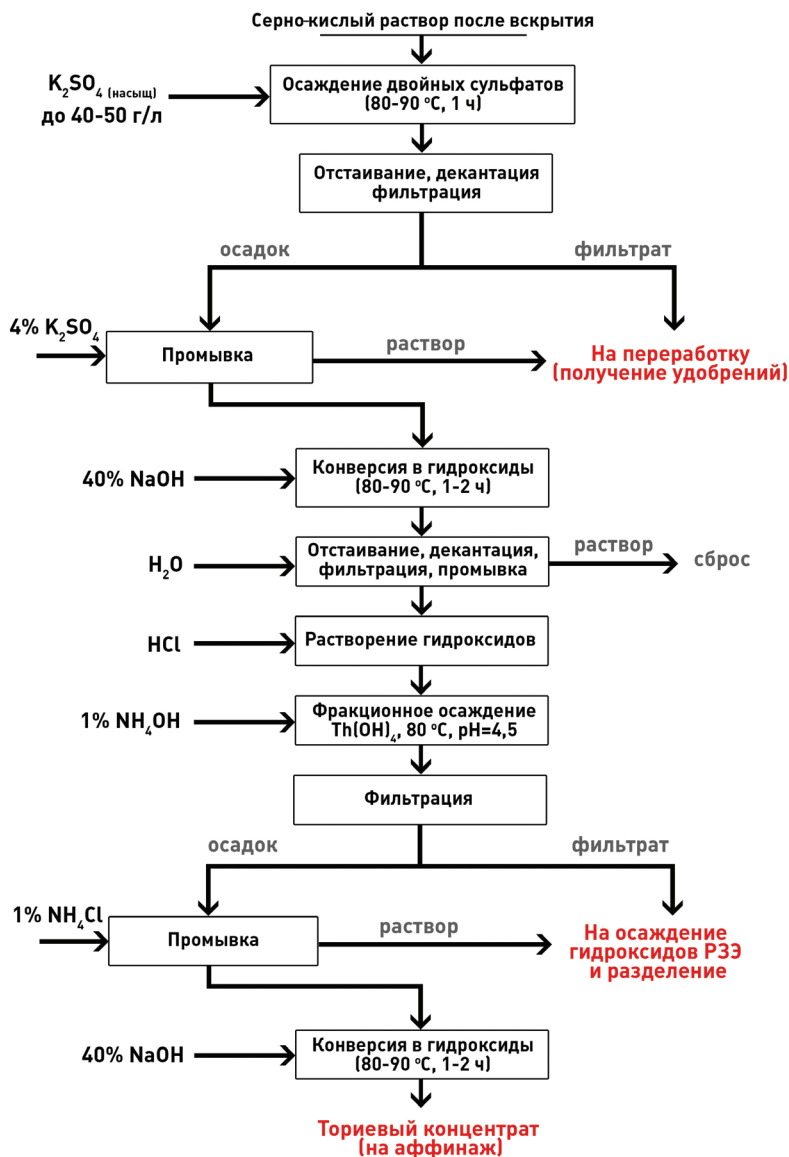 Серно-кислый раствор после вскрытия
K₂SO₄ (насыщ)
до 40-50 г/л
Осаждение двойных сульфатов
(80-90 °С, 1 ч)
Отстаивание, декантация
фильтрация
осадок
фильтрат
4% K₂SO₄
Промывка
раствор
На переработку
(получение удобрений)
40% NaOH
Конверсия в гидроксиды
(80-90 °С, 1-2 ч)
H₂O
Отстаивание, декантация,
фильтрация, промывка
раствор
сброс
HCl
Растворение гидроксидов
1% NH₄OH
Фракционное осаждение
Th(OH)₄, 80 °С, pH=4,5
Фильтрация
осадок
фильтрат
1% NH₄Cl
Промывка
раствор
На осаждение
гидроксидов РЗЭ
и разделение
40% NaOH
Конверсия в гидроксиды
(80-90 °С, 1-2 ч)
Ториевый концентрат
(на аффинаж)